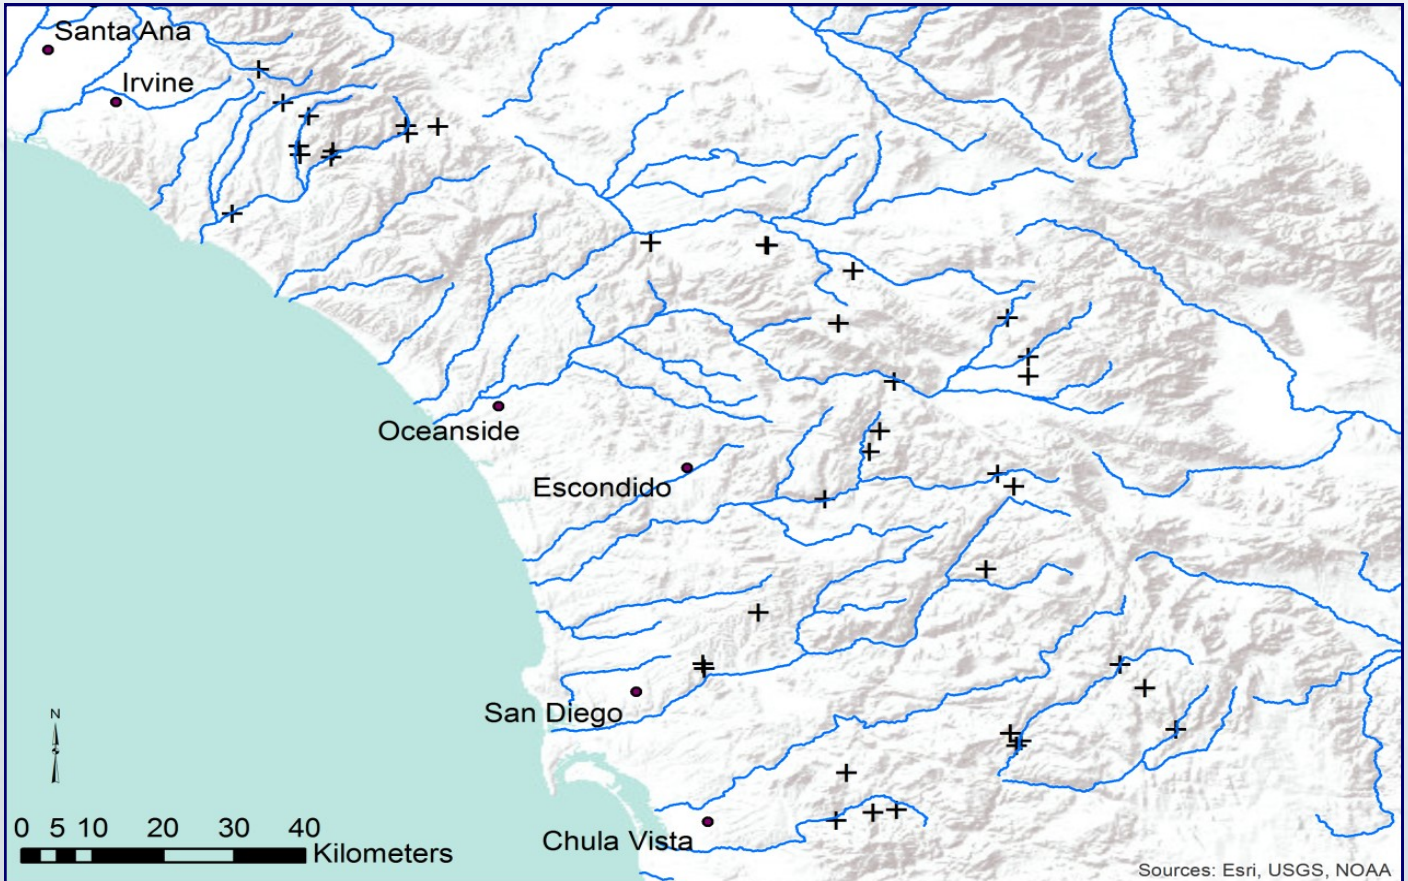 Santa Ana
Irvine
Oceanside
Escondido
San Diego
N
Chula Vista
0 5 10 20 30 40
Kilometers
Sources: Esri, USGS, NOAA